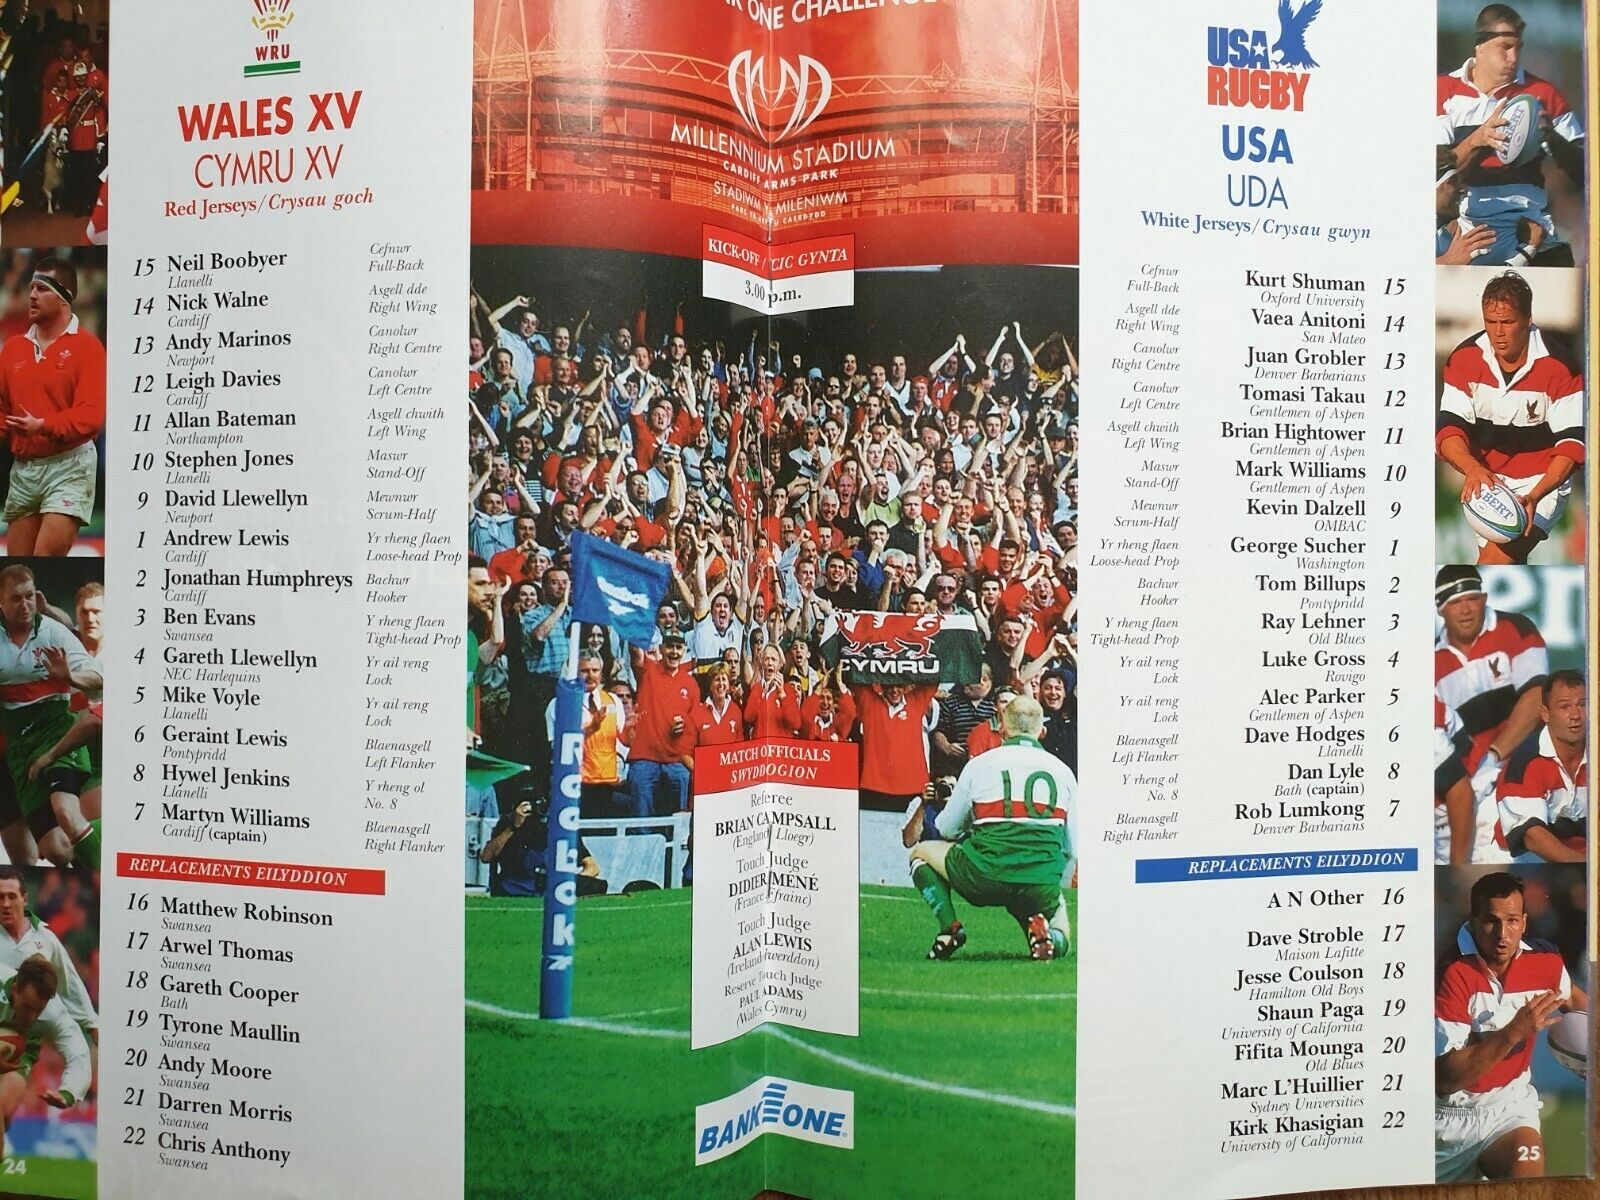 WRU
WALES XV
CYMRU XV
Red Jerseys/Crysau goch
15 Neil Boobyer
Llanelli
Cefnwr
Full-Back
14 Nick Walne
Cardiff
Asgell dde
Right Wing
13 Andy Marinos
Newport
Canolwr
Right Centre
12 Leigh Davies
Cardiff
Canolwr
Left Centre
11 Allan Bateman
Northampton
Asgell chwith
Left Wing
10 Stephen Jones
Llanelli
Maswr
Stand-Off
9 David Llewellyn
Newport
Mewnwr
Scrum-Half
1 Andrew Lewis
Cardiff
Yr rheng flaen
Loose-head Prop
2 Jonathan Humphreys
Cardiff
Bachwr
Hooker
3 Ben Evans
Swansea
Y rheng flaen
Tight-head Prop
4 Gareth Llewellyn
NEC Harlequins
Yr ail reng
Lock
5 Mike Voyle
Llanelli
Yr ail reng
Lock
6 Geraint Lewis
Pontypridd
Blaenasgell
Left Flanker
8 Hywel Jenkins
Llanelli
Y rheng ol
No. 8
7 Martyn Williams
Cardiff (captain)
Blaenasgell
Right Flanker
REPLACEMENTS EILYDDION
16 Matthew Robinson
Swansea
17 Arwel Thomas
Swansea
18 Gareth Cooper
Bath
19 Tyrone Maullin
Swansea
20 Andy Moore
Swansea
21 Darren Morris
Swansea
22 Chris Anthony
Swansea
24
ONE CHALLENGE
MILLENNIUM STADIUM
CARDIFF ARMS PARK
STADIWM Y MILENIWM
KICK-OFF / CIC GYNTA
3.00 p.m.
CYMRU
10
Reebok
MATCH OFFICIALS
SWYDDOGION
Referee
BRIAN CAMPSALL
(England/Lloegr)
Touch Judge
DIDIER MENÉ
(France/Ffrainc)
Touch Judge
ALAN LEWIS
(Ireland/Iwerddon)
Reserve Touch Judge
PAUL ADAMS
(Wales/Cymru)
BANK ONE
USA
RUGBY
USA
UDA
White Jerseys/Crysau gwyn
Cefnwr
Full-Back
Kurt Shuman 15
Oxford University
Asgell dde
Right Wing
Vaea Anitoni 14
San Mateo
Canolwr
Right Centre
Juan Grobler 13
Denver Barbarians
Canolwr
Left Centre
Tomasi Takau 12
Gentlemen of Aspen
Asgell chwith
Left Wing
Brian Hightower 11
Gentlemen of Aspen
Maswr
Stand-Off
Mark Williams 10
Gentlemen of Aspen
Mewnwr
Scrum-Half
Kevin Dalzell 9
OMBAC
Yr rheng flaen
Loose-head Prop
George Sucher 1
Washington
Bachwr
Hooker
Tom Billups 2
Pontypridd
Y rheng flaen
Tight-head Prop
Ray Lehner 3
Old Blues
Yr ail reng
Lock
Luke Gross 4
Rovigo
Yr ail reng
Lock
Alec Parker 5
Gentlemen of Aspen
Blaenasgell
Left Flanker
Dave Hodges 6
Llanelli
Y rheng ol
No. 8
Dan Lyle 8
Bath (captain)
Blaenasgell
Right Flanker
Rob Lumkong 7
Denver Barbarians
REPLACEMENTS EILYDDION
A N Other 16
Dave Stroble 17
Maison Lafitte
Jesse Coulson 18
Hamilton Old Boys
Shaun Paga 19
University of California
Fifita Mounga 20
Old Blues
Marc L'Huillier 21
Sydney Universities
Kirk Khasigian 22
University of California
25